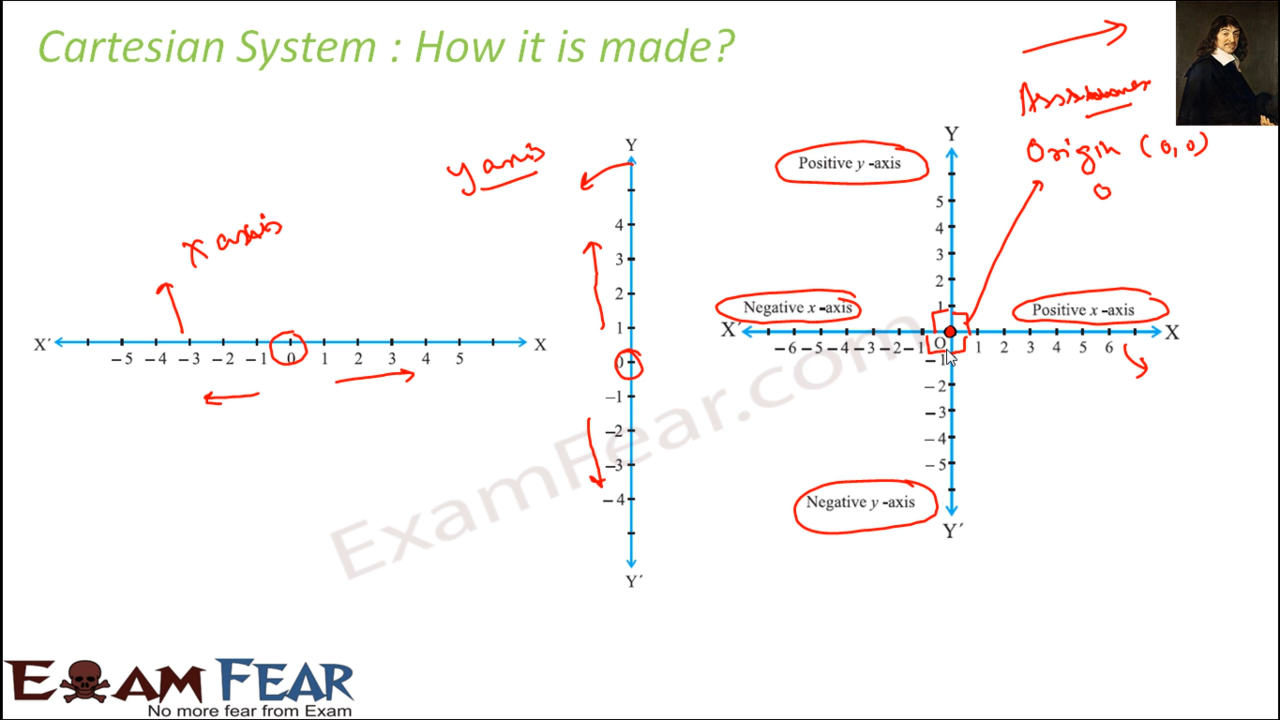 Cartesian System : How it is made?
Origin (0,0)
0
y axis
x axis
X′ -5 -4 -3 -2 -1 0 1 2 3 4 5 X
Y
4
3
2
1
0
-1
-2
-3
-4
Y′
Y
Positive y -axis
5
4
3
2
1
Negative x -axis
Positive x -axis
X′ -6 -5 -4 -3 -2 -1 O 1 2 3 4 5 6 X
-1
-2
-3
-4
-5
Negative y -axis
Y′
ExamFear.com
EXAM FEAR
No more fear from Exam